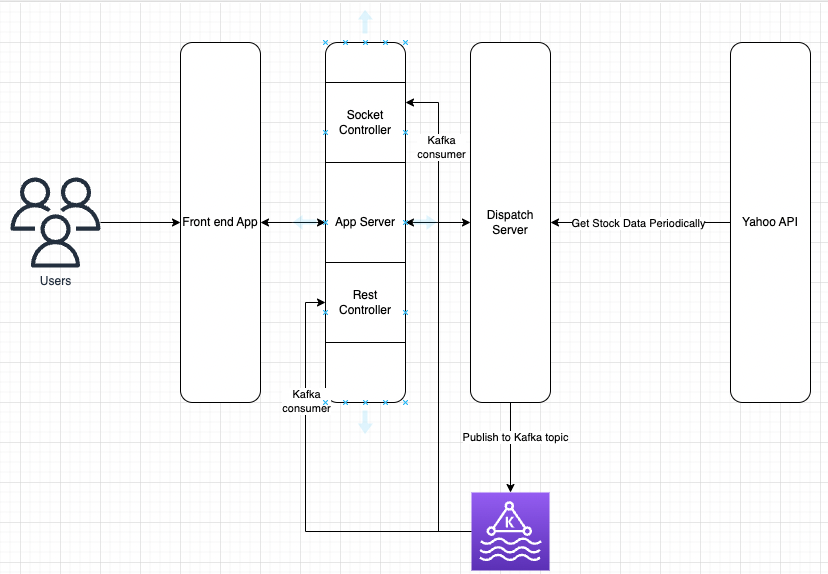 Socket
Controller
Kafka
consumer
Users
Front end App
App Server
Dispatch
Server
Get Stock Data Periodically
Yahoo API
Rest
Controller
Kafka
consumer
Publish to Kafka topic
K